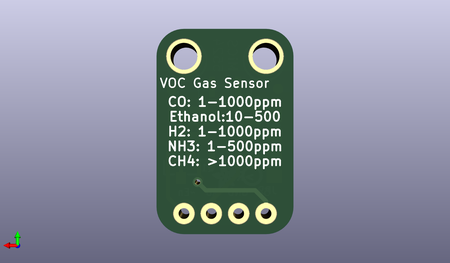 VOC Gas Sensor
CO: 1-1000ppm
Ethanol:10-500
H2: 1-1000ppm
NH3: 1-500ppm
CH4: >1000ppm